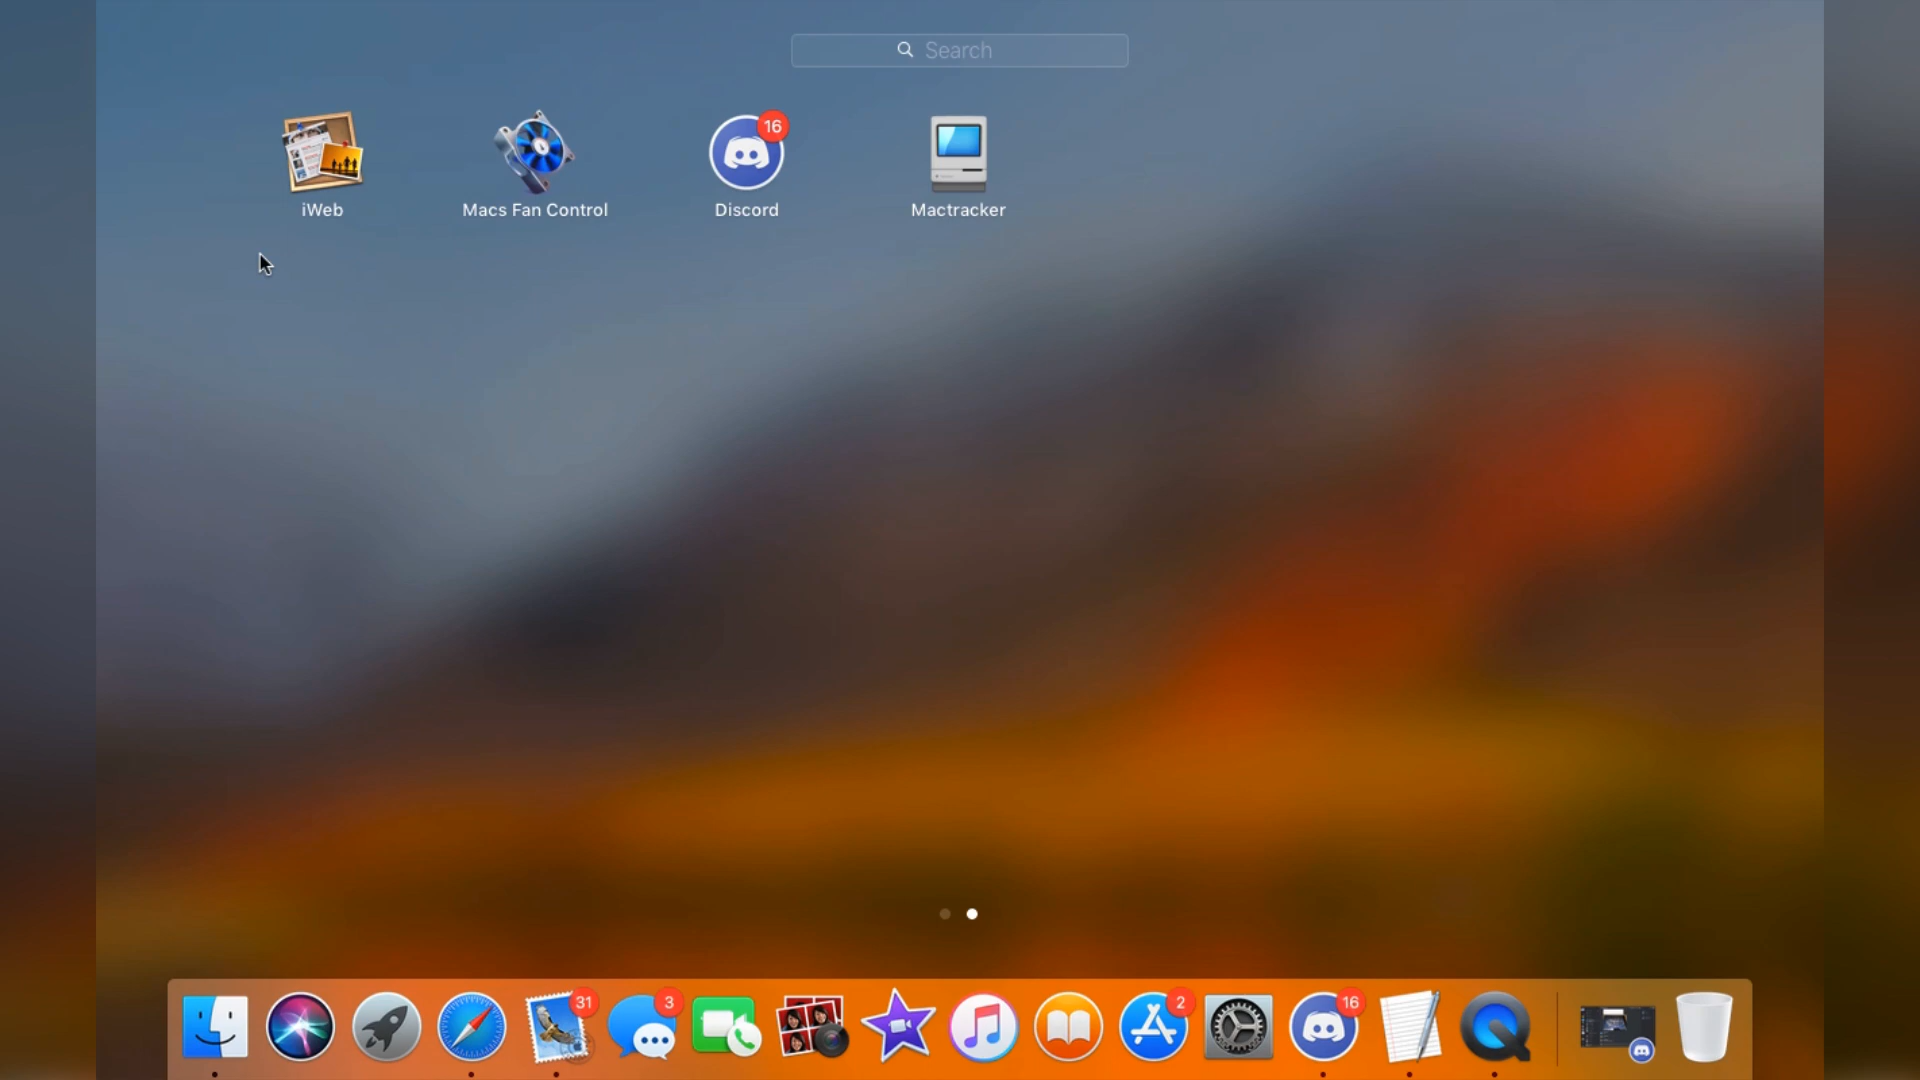 Search
16
iWeb
Macs Fan Control
Discord
Mactracker
31
3
2
16